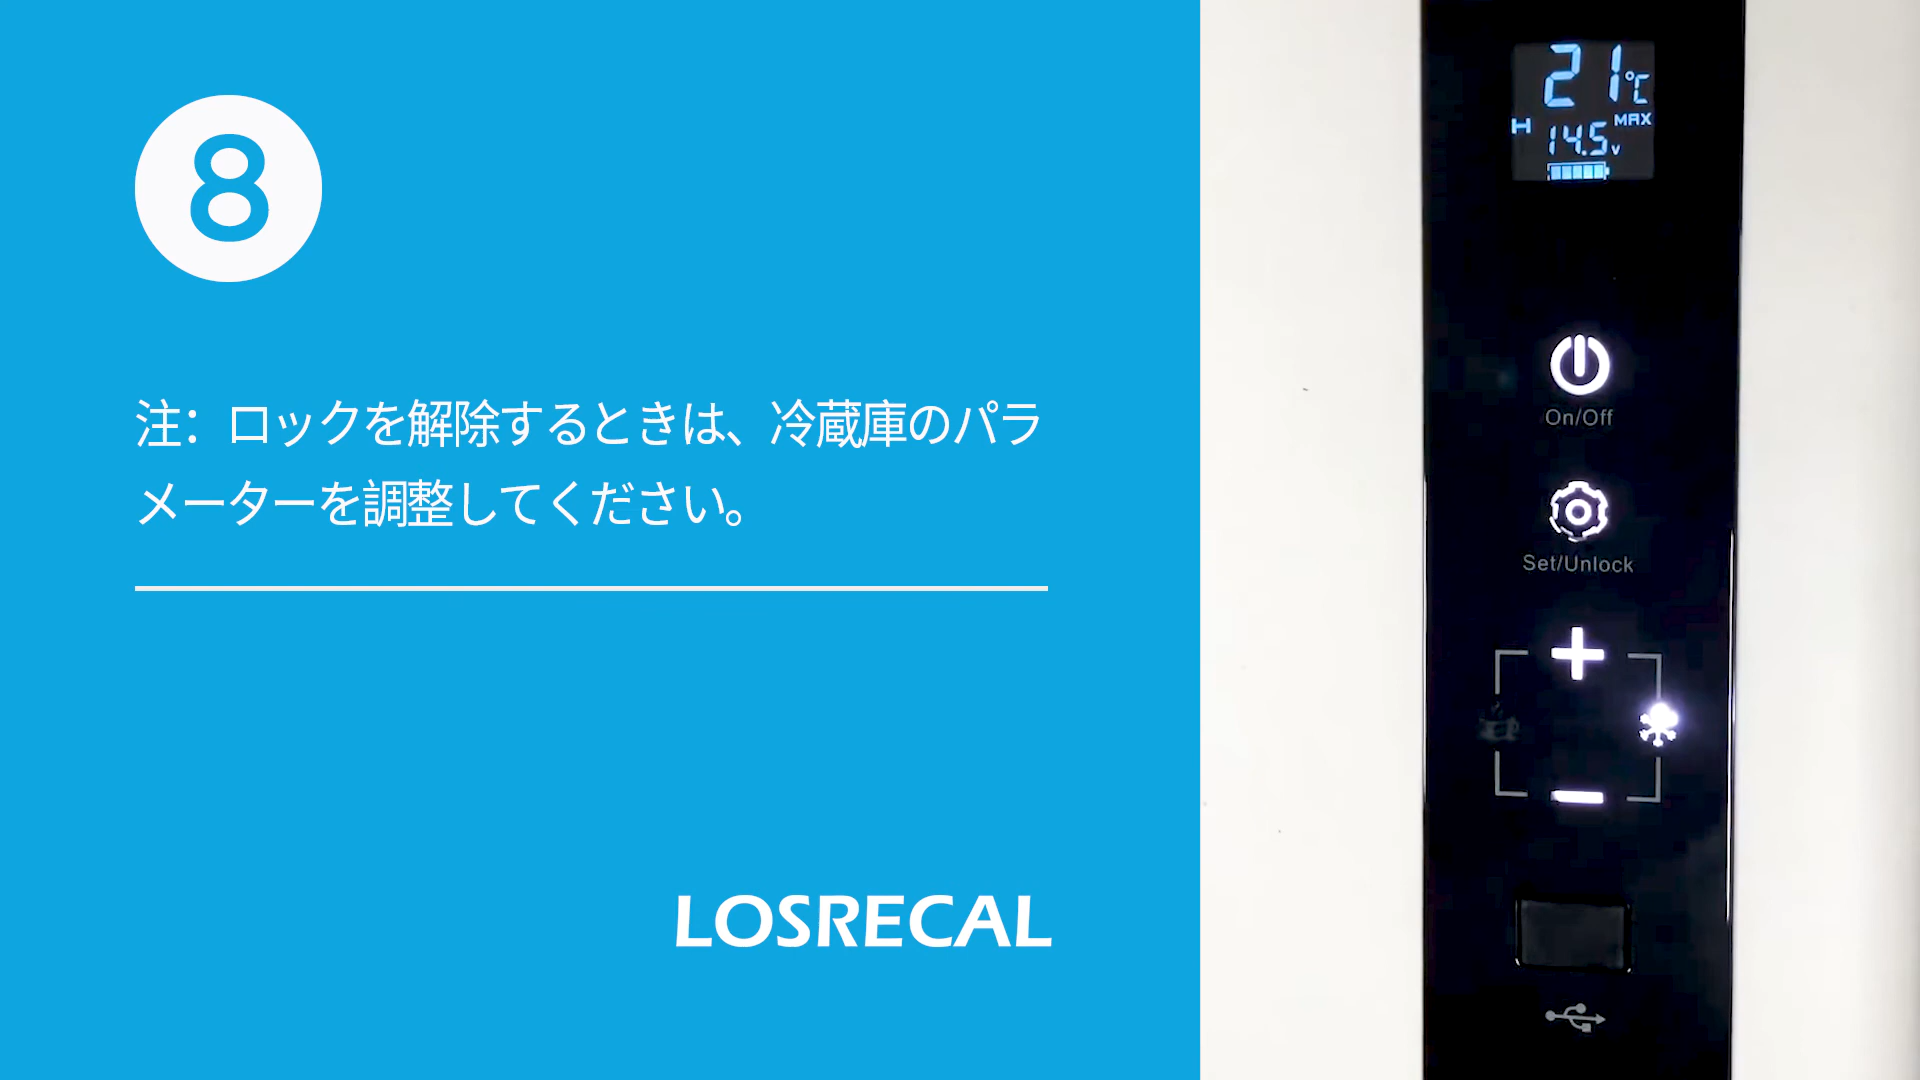 8
注：ロックを解除するときは、冷蔵庫のパラ
メーターを調整してください。
LOSRECAL
21℃
H 14.5v MAX
On/Off
Set/Unlock